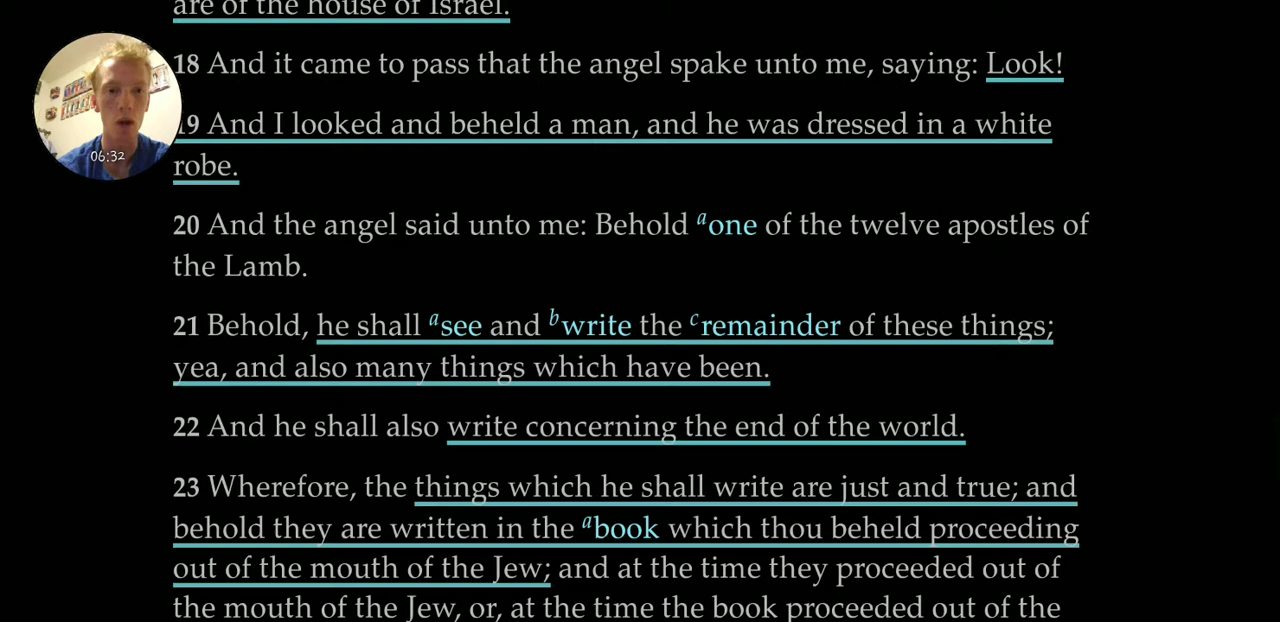 are of the house of Israel.
18 And it came to pass that the angel spake unto me, saying: Look!
19 And I looked and beheld a man, and he was dressed in a white
robe.
20 And the angel said unto me: Behold a one of the twelve apostles of
the Lamb.
21 Behold, he shall a see and b write the c remainder of these things;
yea, and also many things which have been.
22 And he shall also write concerning the end of the world.
23 Wherefore, the things which he shall write are just and true; and
behold they are written in the a book which thou beheld proceeding
out of the mouth of the Jew; and at the time they proceeded out of
the mouth of the Jew, or, at the time the book proceeded out of the
06:32